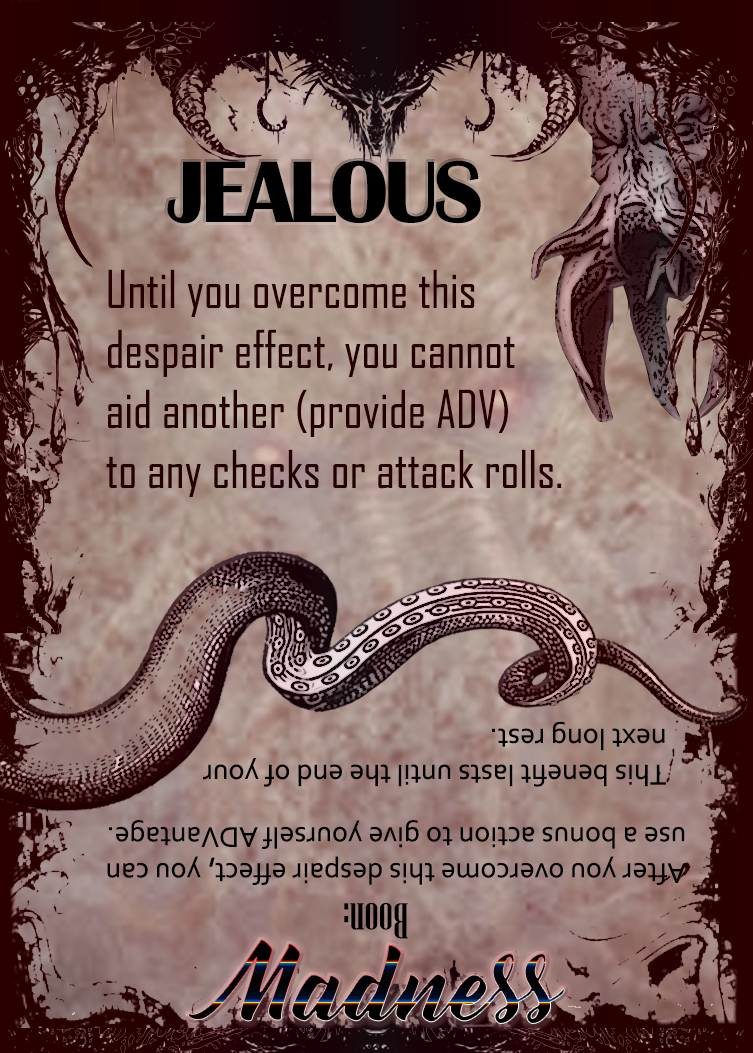 JEALOUS
Until you overcome this
despair effect, you cannot
aid another (provide ADV)
to any checks or attack rolls.
Madness
Boon:
After you overcome this despair effect, you can
use a bonus action to give yourself ADVantage.
This benefit lasts until the end of your
next long rest.